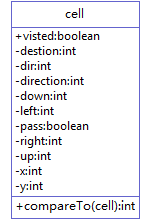 cell
+visted:boolean
-destion:int
-dir:int
-direction:int
-down:int
-left:int
-pass:boolean
-right:int
-up:int
-x:int
-y:int
+compareTo(cell):int